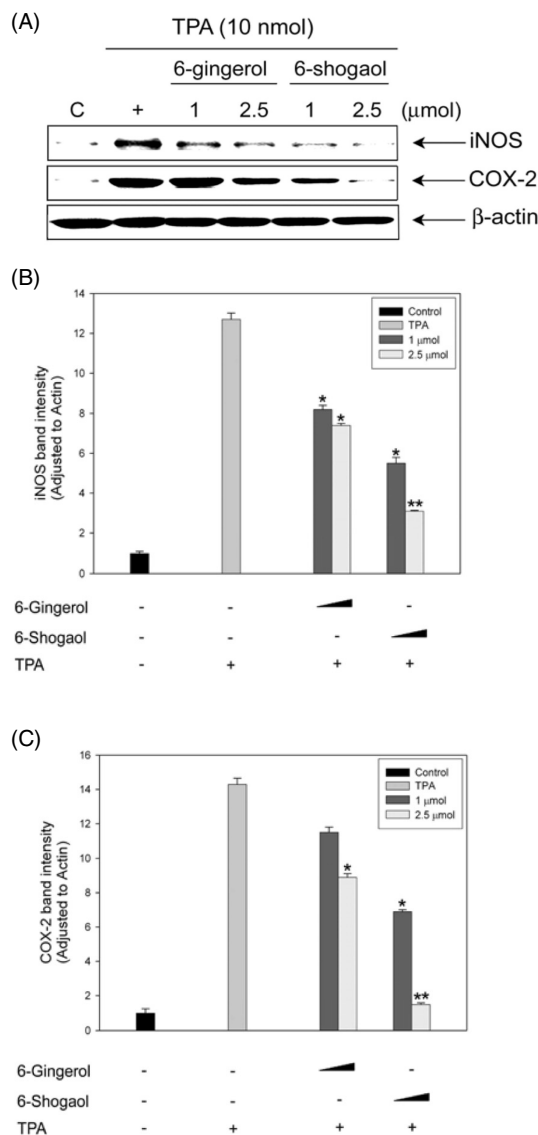 (A)
TPA (10 nmol)
6-gingerol 6-shogaol
C + 1 2.5 1 2.5 (μmol)
iNOS
COX-2
β-actin
(B)
14
12
10
8
6
4
2
0
iNOS band intensity
(Adjusted to Actin)
Control
TPA
1 μmol
2.5 μmol
* * * **
6-Gingerol - - -
6-Shogaol - - -
TPA - + + +
(C)
16
14
12
10
8
6
4
2
0
COX-2 band intensity
(Adjusted to Actin)
Control
TPA
1 μmol
2.5 μmol
* * **
6-Gingerol - - -
6-Shogaol - - -
TPA - + + +